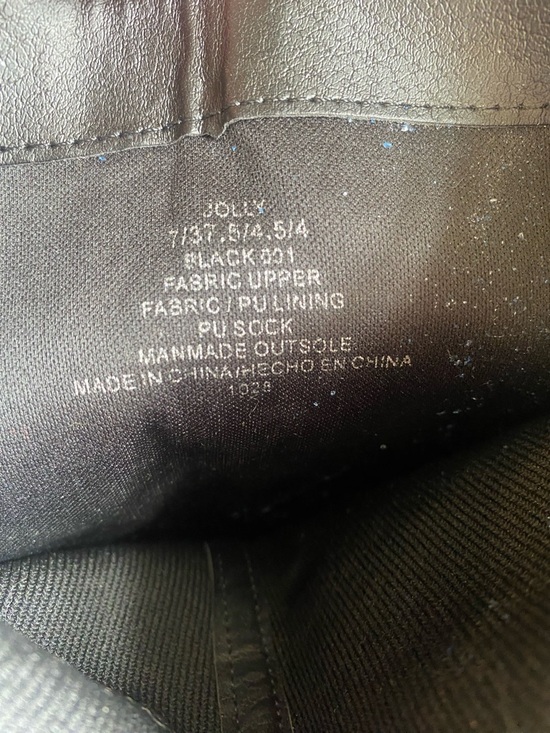 JOLLY
7/37.5/4.5/4
BLACK 001
FABRIC UPPER
FABRIC / PU LINING
PU SOCK
MANMADE OUTSOLE
MADE IN CHINA/HECHO EN CHINA
1028